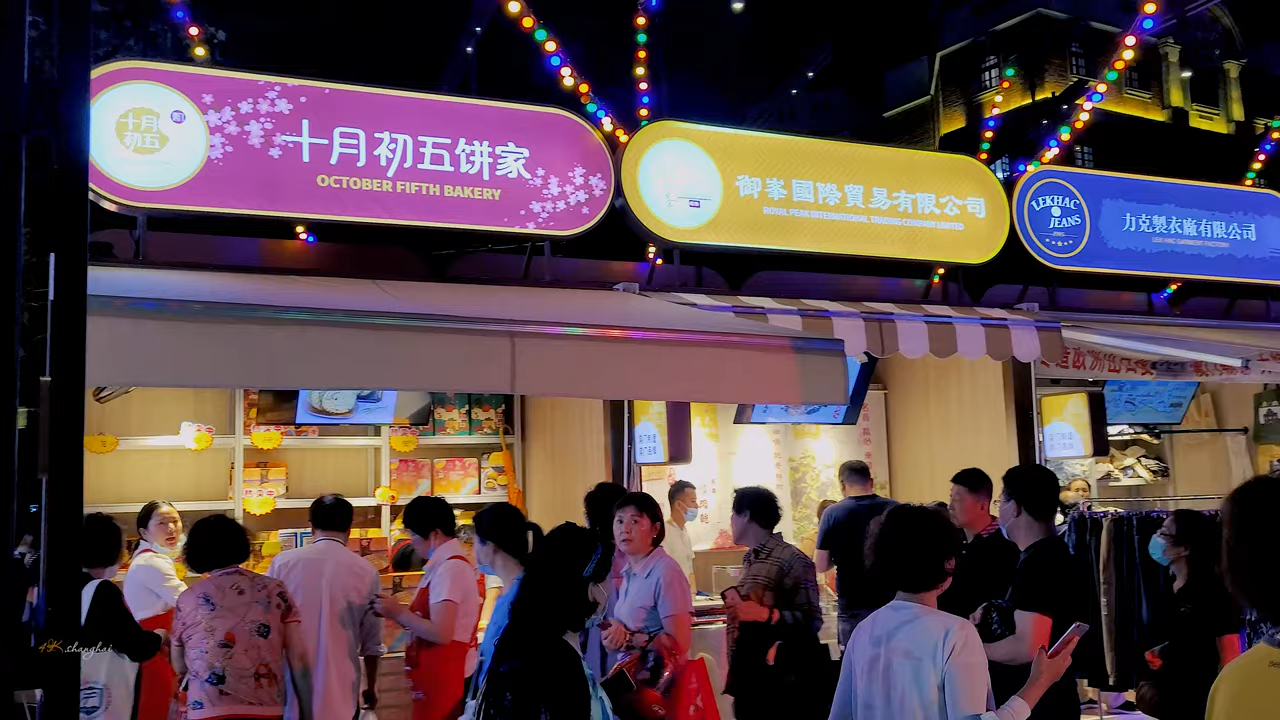 十月
初五
十月初五饼家
OCTOBER FIFTH BAKERY
御峯國際貿易有限公司
ROYAL PEAK INTERNATIONAL TRADING COMPANY LIMITED
LEKHAC
JEANS
力克製衣廠有限公司
LEK HAC GARMENT FACTORY
4K.shanghai